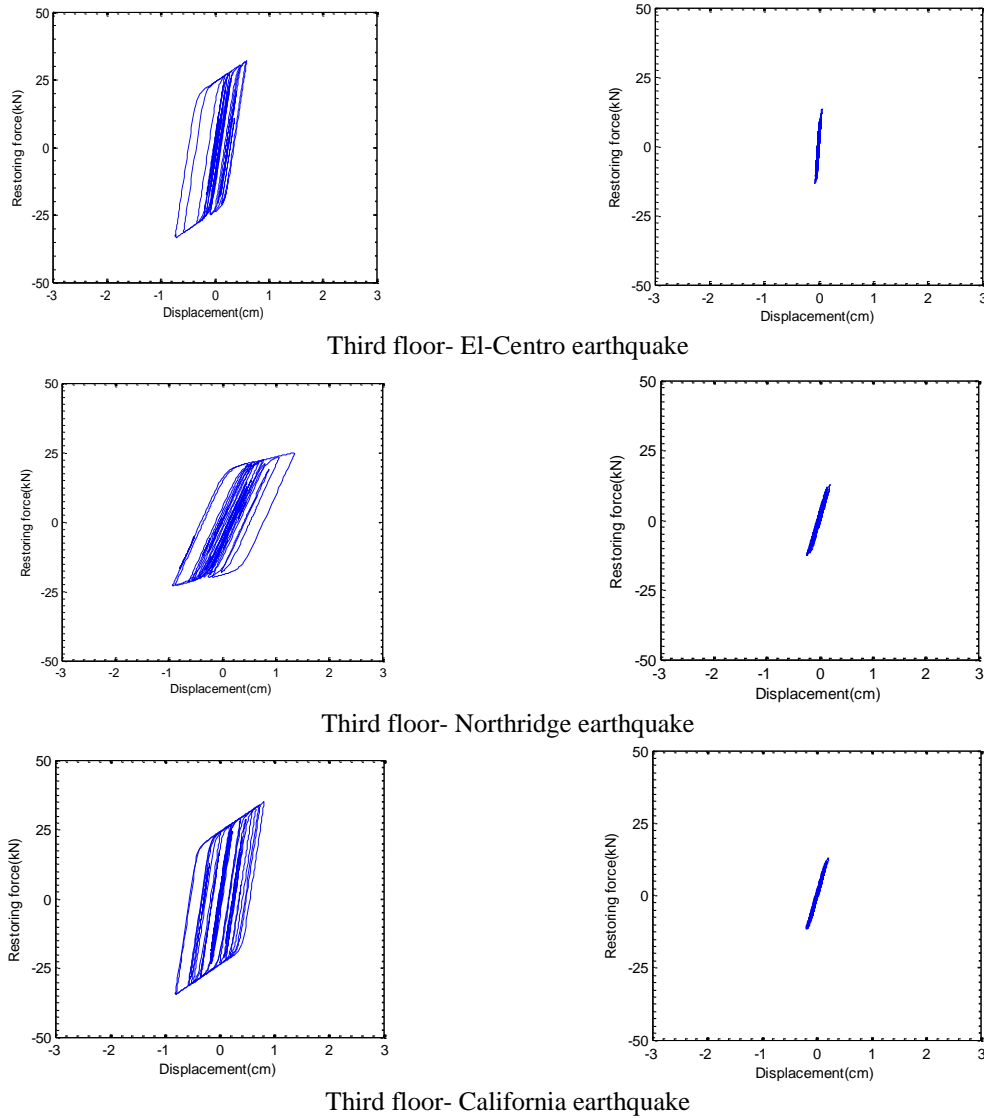 50
25
0
-25
-50
Restoring force(kN)
-3 -2 -1 0 1 2 3
Displacement(cm)
50
25
0
-25
-50
Restoring force(kN)
-3 -2 -1 0 1 2 3
Displacement(cm)
Third floor- El-Centro earthquake
50
25
0
-25
-50
Restoring force(kN)
-3 -2 -1 0 1 2 3
Displacement(cm)
50
25
0
-25
-50
Restoring force(kN)
-3 -2 -1 0 1 2 3
Displacement(cm)
Third floor- Northridge earthquake
50
25
0
-25
-50
Restoring force(kN)
-3 -2 -1 0 1 2 3
Displacement(cm)
50
25
0
-25
-50
Restoring force(kN)
-3 -2 -1 0 1 2 3
Displacement(cm)
Third floor- California earthquake